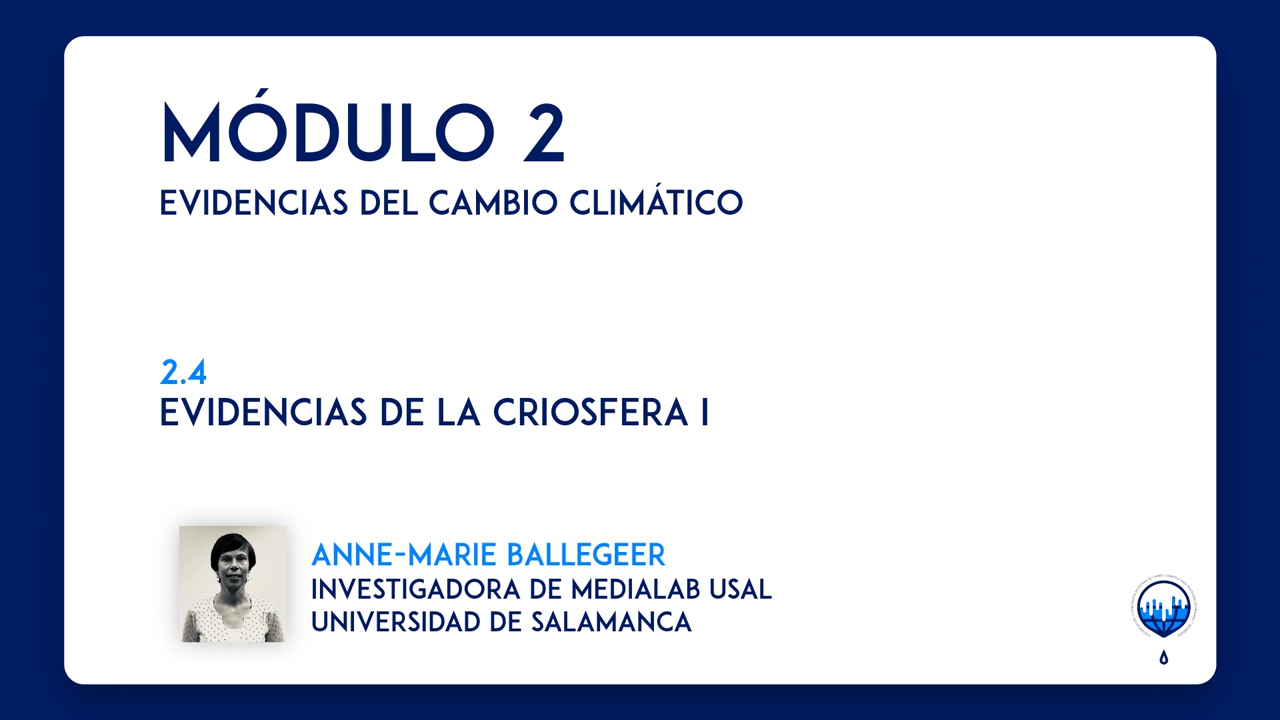 MÓDULO 2
EVIDENCIAS DEL CAMBIO CLIMÁTICO
2.4
EVIDENCIAS DE LA CRIOSFERA I
ANNE-MARIE BALLEGEER
INVESTIGADORA DE MEDIALAB USAL
UNIVERSIDAD DE SALAMANCA